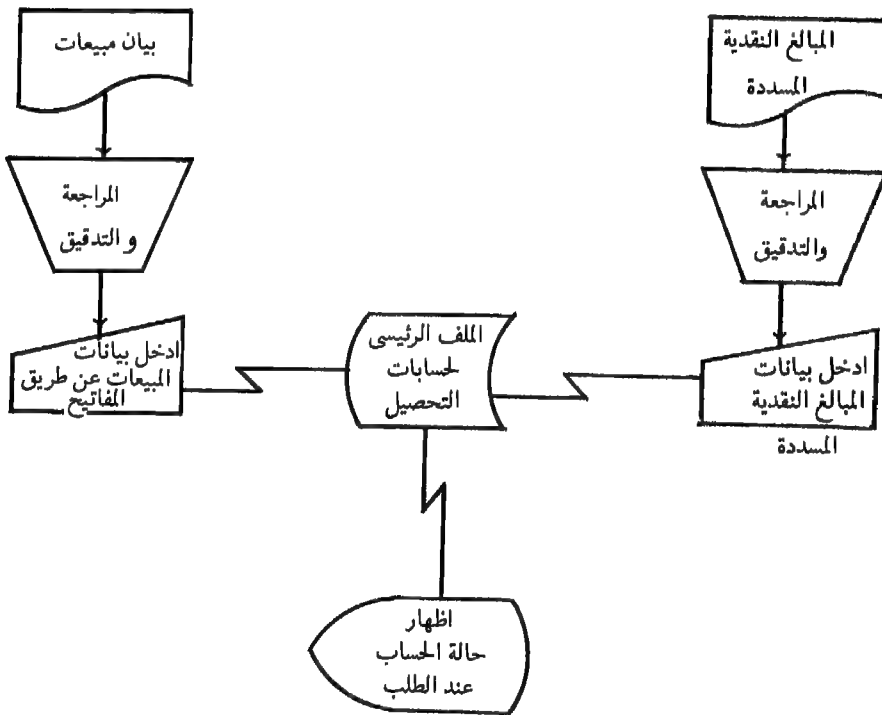 المبالغ النقدية
المسددة
بيان مبيعات
المراجعة
والتدقيق
المراجعة
و التدقيق
ادخل بيانات
المبالغ النقدية
المسددة
الملف الرئيسى
لحسابات
التحصيل
ادخل بيانات
المبيعات عن طريق
المفاتيح
اظهار
حالة الحساب
عند الطلب